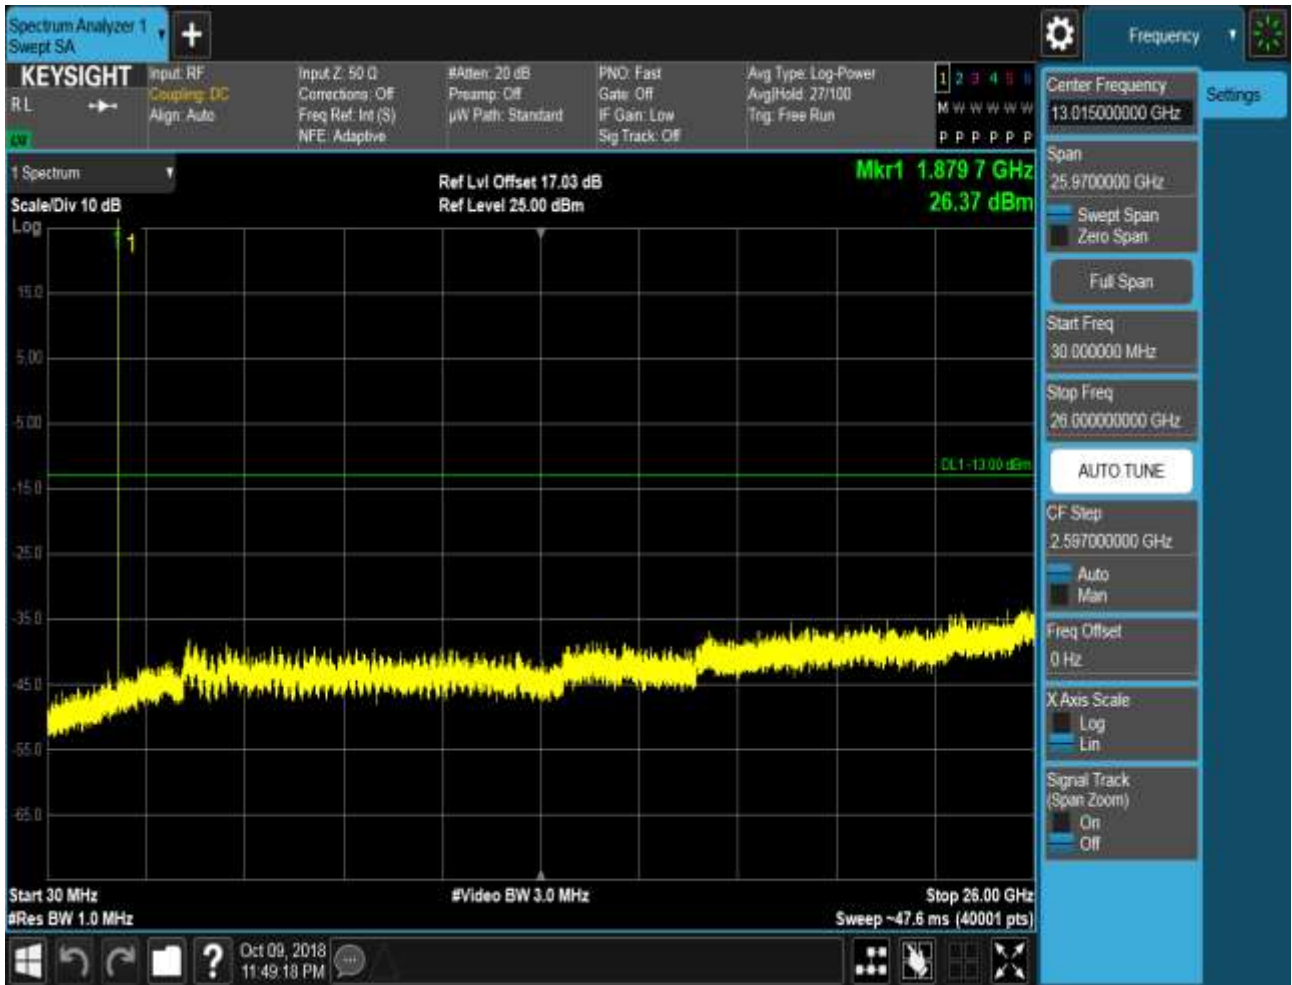 Spectrum Analyzer 1
Swept SA
+
Frequency
KEYSIGHT
R L
Input: RF
Coupling: DC
Align: Auto
Input Z: 50 Ω
Corrections: Off
Freq Ref: Int (S)
NFE: Adaptive
#Atten: 20 dB
Preamp: Off
µW Path: Standard
PNO: Fast
Gate: Off
IF Gain: Low
Sig Track: Off
Avg Type: Log-Power
Avg|Hold: 27/100
Trig: Free Run
1 2 3 4 5 6
M W W W W W
P P P P P P
1 Spectrum
Scale/Div 10 dB
Log
Ref Lvl Offset 17.03 dB
Ref Level 25.00 dBm
Mkr1 1.879 7 GHz
26.37 dBm
1
15.0
5.00
-5.00
DL1 -13.00 dBm
-15.0
-25.0
-35.0
-45.0
-55.0
-65.0
Start 30 MHz
#Res BW 1.0 MHz
#Video BW 3.0 MHz
Stop 26.00 GHz
Sweep ~47.6 ms (40001 pts)
?
Oct 09, 2018
11:49:18 PM
Center Frequency
13.015000000 GHz
Settings
Span
25.9700000 GHz
Swept Span
Zero Span
Full Span
Start Freq
30.000000 MHz
Stop Freq
26.000000000 GHz
AUTO TUNE
CF Step
2.597000000 GHz
Auto
Man
Freq Offset
0 Hz
X Axis Scale
Log
Lin
Signal Track
(Span Zoom)
On
Off